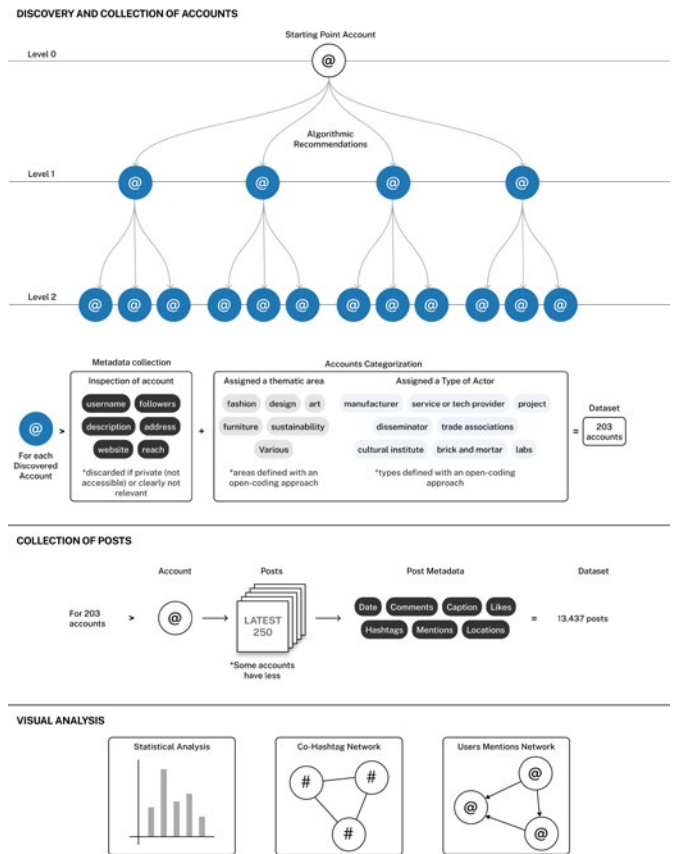 DISCOVERY AND COLLECTION OF ACCOUNTS
Starting Point Account
Level 0
@
Algorithmic
Recommendations
Level 1
@ @ @ @
Level 2
@ @ @ @ @ @ @ @ @ @ @ @
Metadata collection
Accounts Categorization
Inspection of account
username followers
description address
website reach
*discarded if private (not
accessible) or clearly not
relevant
Assigned a thematic area
fashion design art
furniture sustainability
Various
*areas defined with an
open-coding approach
Assigned a Type of Actor
manufacturer service or tech provider project
disseminator trade associations
cultural institute brick and mortar labs
*types defined with an open-coding
approach
@
>
+
=
For each
Discovered
Account
Dataset
203
accounts
COLLECTION OF POSTS
Account
Posts
Post Metadata
Dataset
For 203
accounts
>
@
LATEST
250
*Some accounts
have less
Date Comments Caption Likes
Hashtags Mentions Locations
=
13.437 posts
VISUAL ANALYSIS
Statistical Analysis
Co-Hashtag Network
# #
#
Users Mentions Network
@
@
@